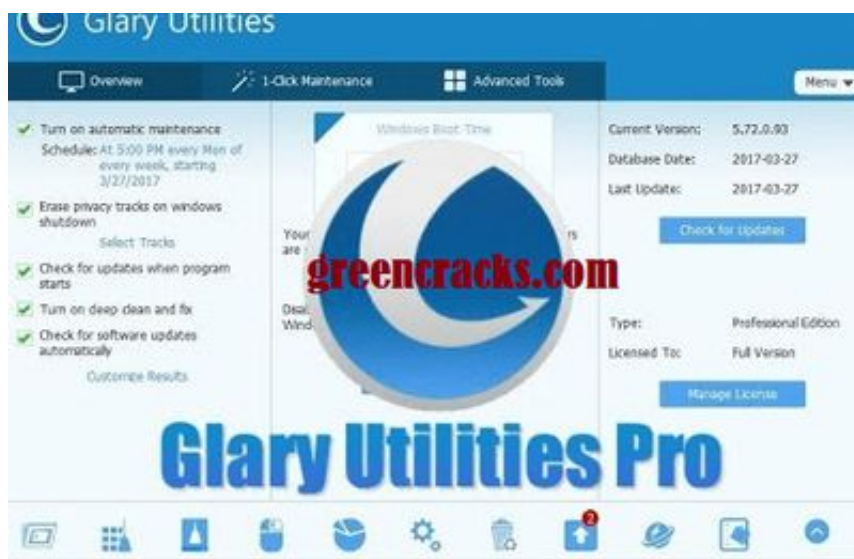 Glary Utilities
Overview
1-Click Maintenance
Advanced Tools
Menu
Turn on automatic maintenance
Schedule: At 5:00 PM every Mon of
every week, starting
3/27/2017
Erase privacy tracks on windows
shutdown
Select Tracks
Check for updates when program
starts
Turn on deep clean and fix
Check for software updates
automatically
Customize Results
Windows Boot Time
Your
are
greencracks.com
Current Version: 5.72.0.93
Database Date: 2017-03-27
Last Update: 2017-03-27
Check for Updates
Type: Professional Edition
Licensed To: Full Version
Manage License
Glary Utilities Pro
2